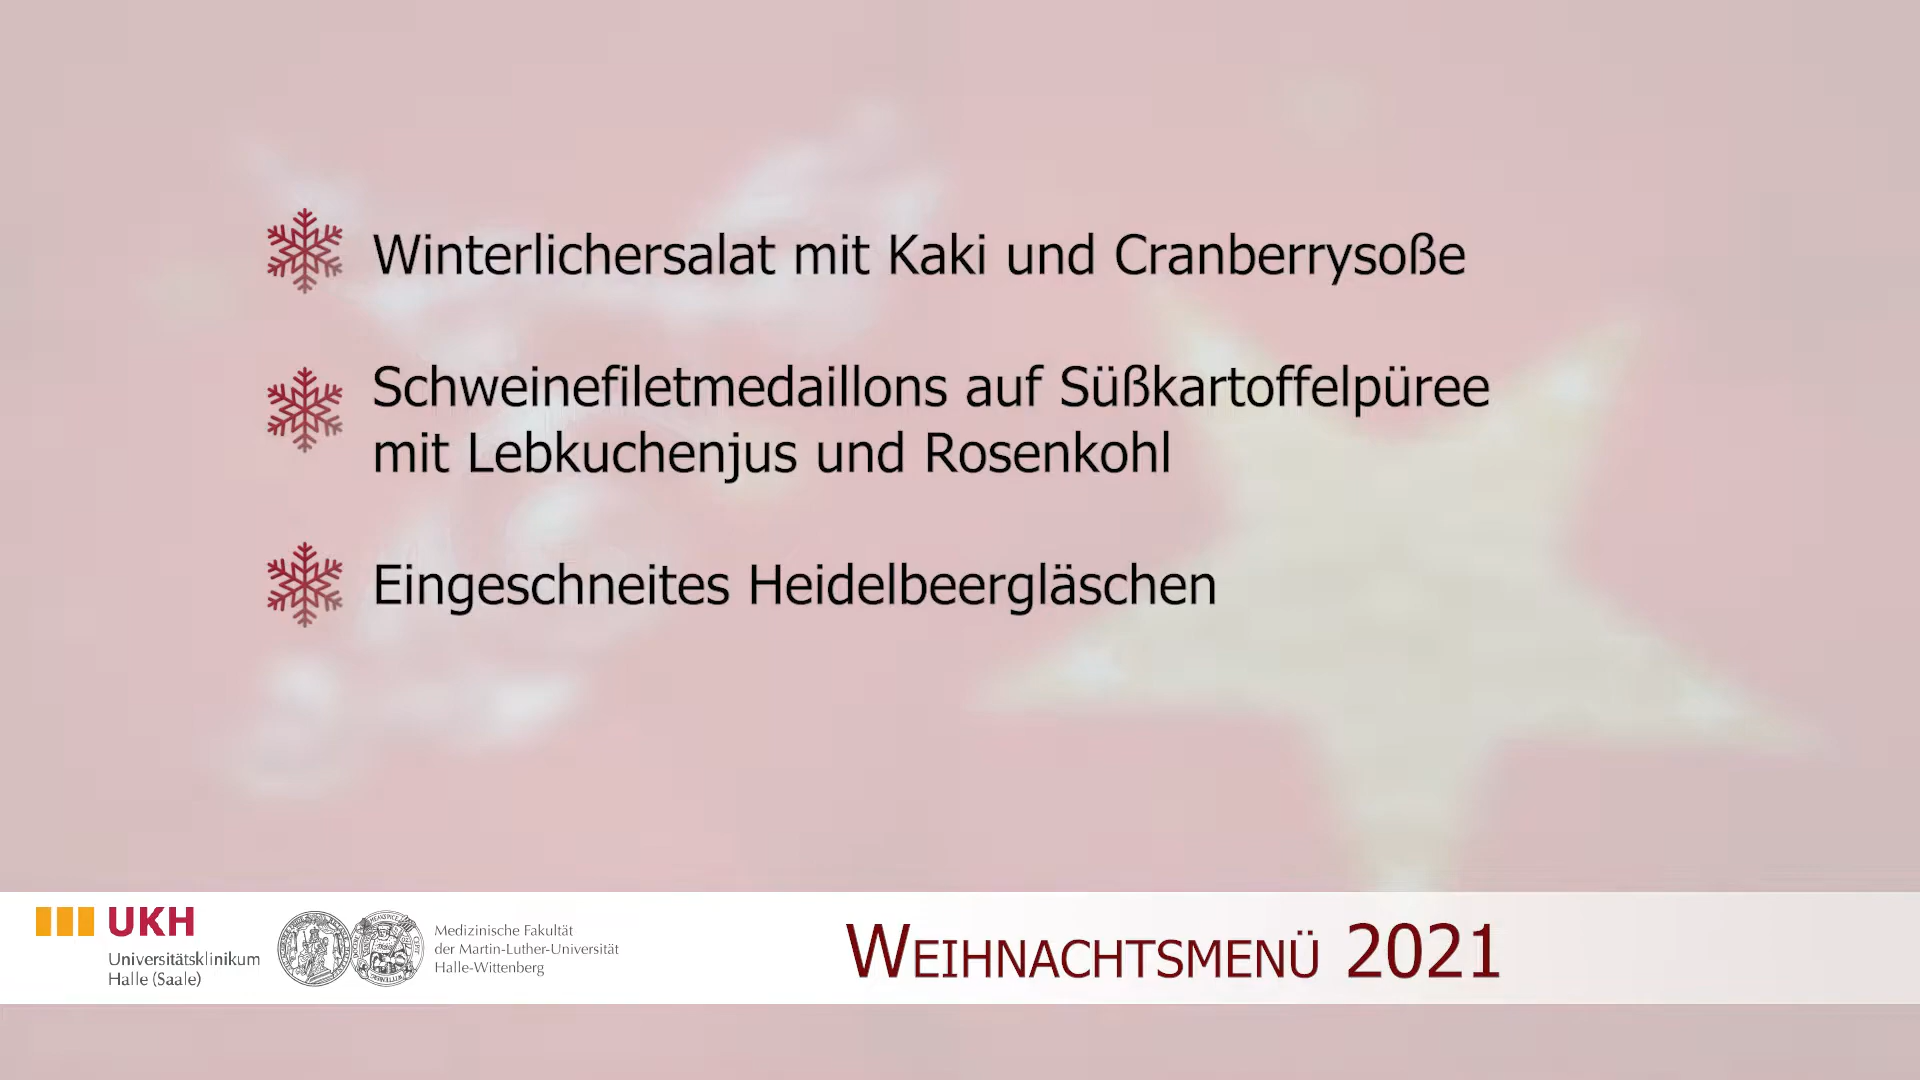 Winterlichersalat mit Kaki und Cranberrysoße
Schweinefiletmedaillons auf Süßkartoffelpüree
mit Lebkuchenjus und Rosenkohl
Eingeschneites Heidelbeergläschen
UKH
Universitätsklinikum
Halle (Saale)
Medizinische Fakultät
der Martin-Luther-Universität
Halle-Wittenberg
WEIHNACHTSMENÜ 2021